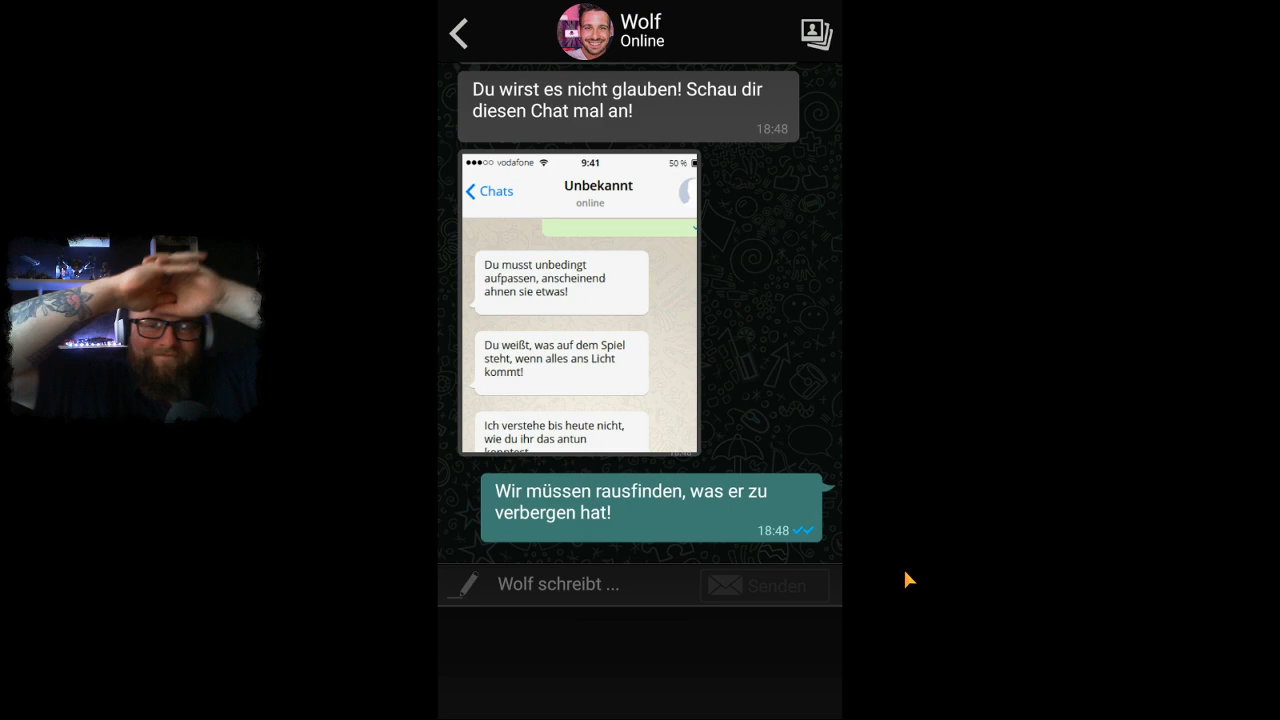 Wolf
Online
Du wirst es nicht glauben! Schau dir
diesen Chat mal an!
18:48
vodafone 9:41 50 %
Chats Unbekannt
online
Du musst unbedingt
aufpassen, anscheinend
ahnen sie etwas!
Du weißt, was auf dem Spiel
steht, wenn alles ans Licht
kommt!
Ich verstehe bis heute nicht,
wie du ihr das antun
konntest
18:48
Wir müssen rausfinden, was er zu
verbergen hat!
18:48
Wolf schreibt ... Senden